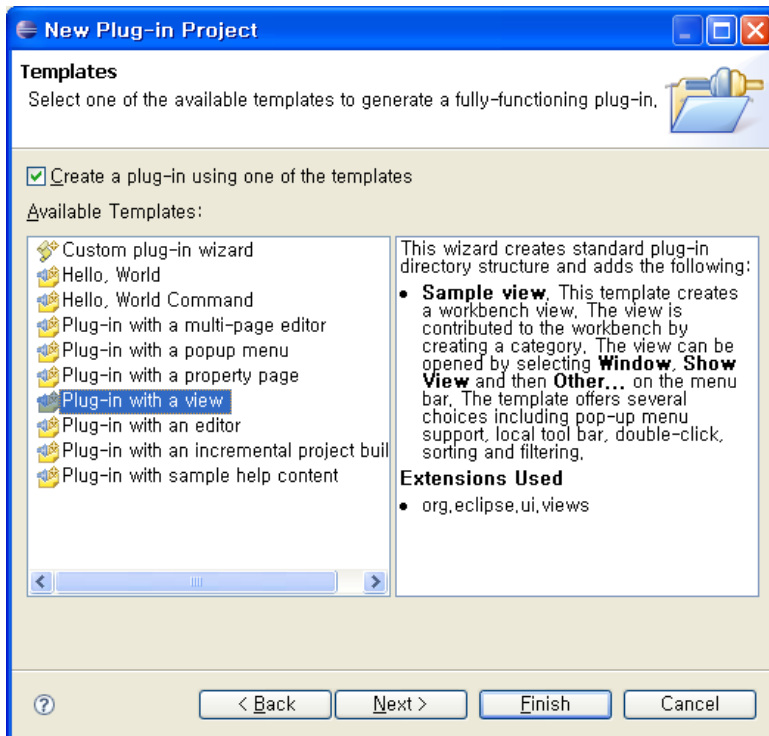 New Plug-in Project
Templates
Select one of the available templates to generate a fully-functioning plug-in.
Create a plug-in using one of the templates
Available Templates:
Custom plug-in wizard
Hello, World
Hello, World Command
Plug-in with a multi-page editor
Plug-in with a popup menu
Plug-in with a property page
Plug-in with a view
Plug-in with an editor
Plug-in with an incremental project buil
Plug-in with sample help content
This wizard creates standard plug-in
directory structure and adds the following:
• Sample view. This template creates
a workbench view. The view is
contributed to the workbench by
creating a category. The view can be
opened by selecting Window, Show
View and then Other... on the menu
bar. The template offers several
choices including pop-up menu
support, local tool bar, double-click,
sorting and filtering.
Extensions Used
• org.eclipse.ui.views
?
< Back
Next >
Finish
Cancel